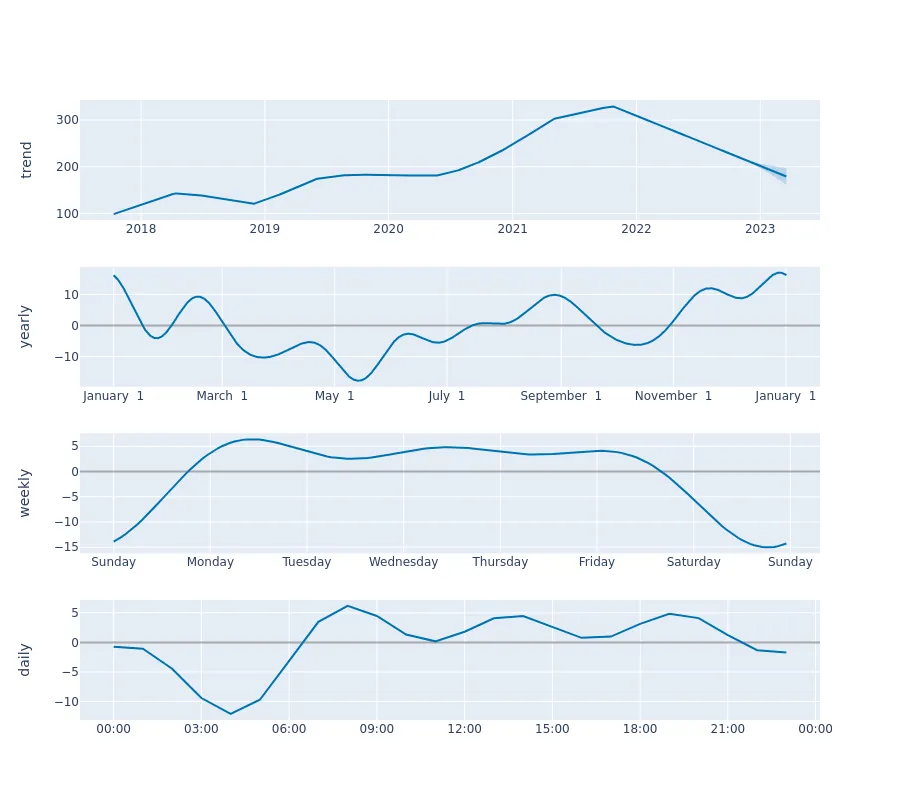 trend
300
200
100
2018 2019 2020 2021 2022 2023
yearly
10
0
−10
January 1 March 1 May 1 July 1 September 1 November 1 January 1
weekly
5
0
−5
−10
−15
Sunday Monday Tuesday Wednesday Thursday Friday Saturday Sunday
daily
5
0
−5
−10
00:00 03:00 06:00 09:00 12:00 15:00 18:00 21:00 00:00